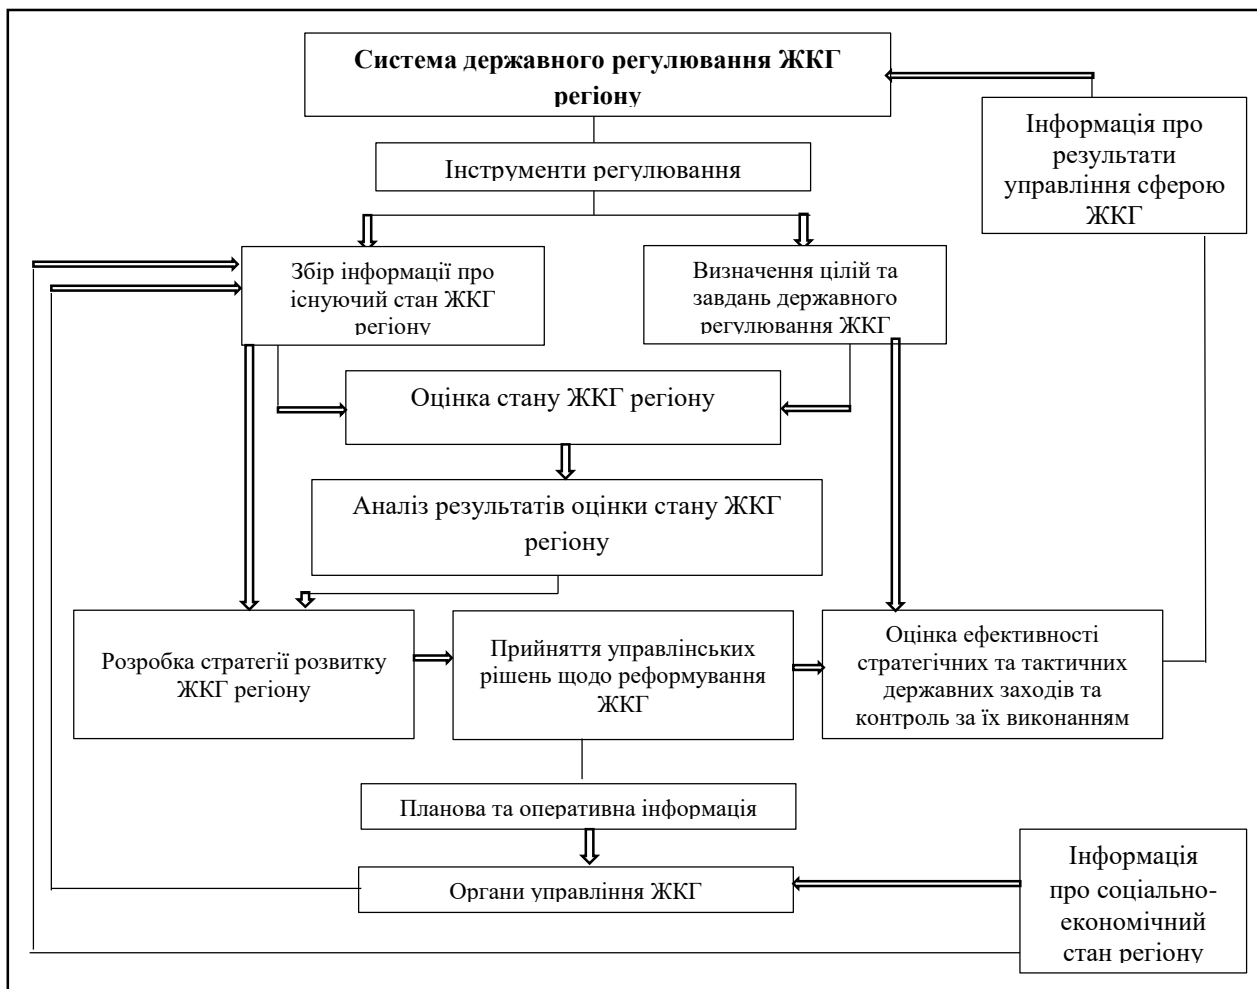 Система державного регулювання ЖКГ
регіону
Інформація про
результати
управління сферою
ЖКГ
Інструменти регулювання
Збір інформації про
існуючий стан ЖКГ
регіону
Визначення цілій та
завдань державного
регулювання ЖКГ
Оцінка стану ЖКГ регіону
Аналіз результатів оцінки стану ЖКГ
регіону
Розробка стратегії розвитку
ЖКГ регіону
Прийняття управлінських
рішень щодо реформування
ЖКГ
Оцінка ефективності
стратегічних та тактичних
державних заходів та
контроль за їх виконанням
Планова та оперативна інформація
Органи управління ЖКГ
Інформація
про соціально-
економічний
стан регіону